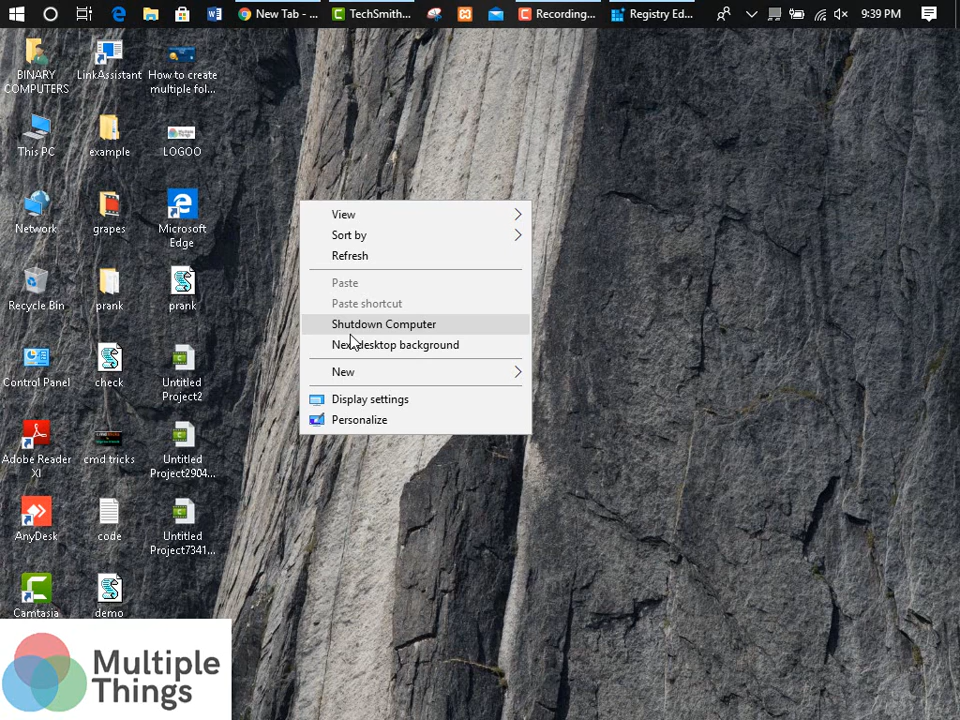 New Tab - ...
TechSmith...
Recording...
Registry Ed...
9:39 PM
BINARY
COMPUTERS
LinkAssistant
How to create
multiple fol...
This PC
example
LOGOO
Network
grapes
Microsoft
Edge
Recycle Bin
prank
prank
Control Panel
check
Untitled
Project2
Adobe Reader
XI
cmd tricks
Untitled
Project2904...
AnyDesk
code
Untitled
Project7341...
Camtasia
demo
View
Sort by
Refresh
Paste
Paste shortcut
Shutdown Computer
Next desktop background
New
Display settings
Personalize
Multiple
Things